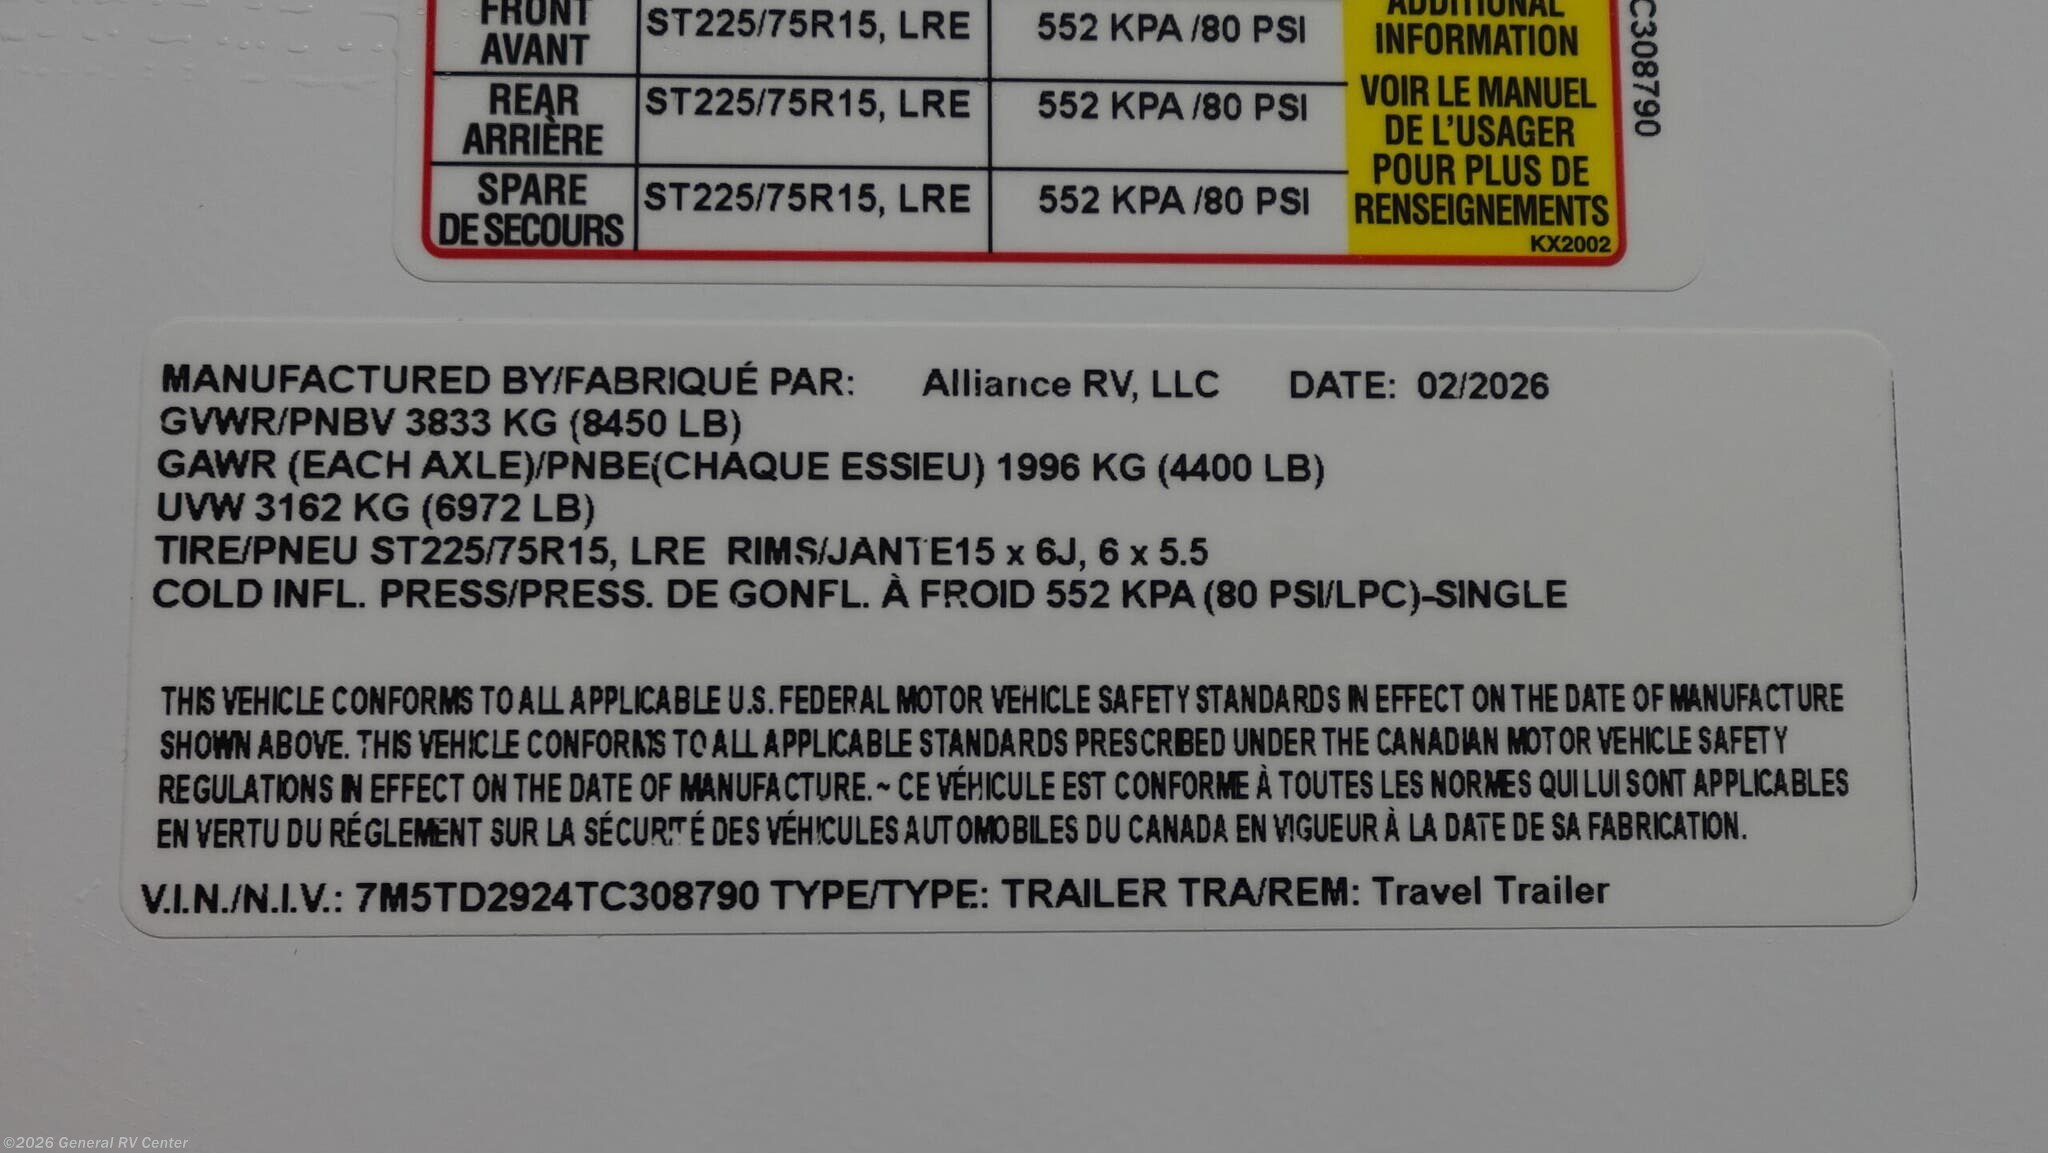 FRONT ST225/75R15, LRE 552 KPA /80 PSI ADDITIONAL
AVANT INFORMATION
REAR ST225/75R15, LRE 552 KPA /80 PSI VOIR LE MANUEL
ARRIÈRE DE L'USAGER
SPARE ST225/75R15, LRE 552 KPA /80 PSI POUR PLUS DE
DE SECOURS RENSEIGNEMENTS
KX2002
C308790
MANUFACTURED BY/FABRIQUÉ PAR: Alliance RV, LLC DATE: 02/2026
GVWR/PNBV 3833 KG (8450 LB)
GAWR (EACH AXLE)/PNBE(CHAQUE ESSIEU) 1996 KG (4400 LB)
UVW 3162 KG (6972 LB)
TIRE/PNEU ST225/75R15, LRE RIMS/JANTE15 x 6J, 6 x 5.5
COLD INFL. PRESS/PRESS. DE GONFL. À FROID 552 KPA (80 PSI/LPC)-SINGLE
THIS VEHICLE CONFORMS TO ALL APPLICABLE U.S. FEDERAL MOTOR VEHICLE SAFETY STANDARDS IN EFFECT ON THE DATE OF MANUFACTURE
SHOWN ABOVE. THIS VEHICLE CONFORMS TO ALL APPLICABLE STANDARDS PRESCRIBED UNDER THE CANADIAN MOTOR VEHICLE SAFETY
REGULATIONS IN EFFECT ON THE DATE OF MANUFACTURE. ~ CE VÉHICULE EST CONFORME À TOUTES LES NORMES QUI LUI SONT APPLICABLES
EN VERTU DU RÉGLEMENT SUR LA SÉCURITÉ DES VÉHICULES AUTOMOBILES DU CANADA EN VIGUEUR À LA DATE DE SA FABRICATION.
V.I.N./N.I.V.: 7M5TD2924TC308790 TYPE/TYPE: TRAILER TRA/REM: Travel Trailer
©2026 General RV Center